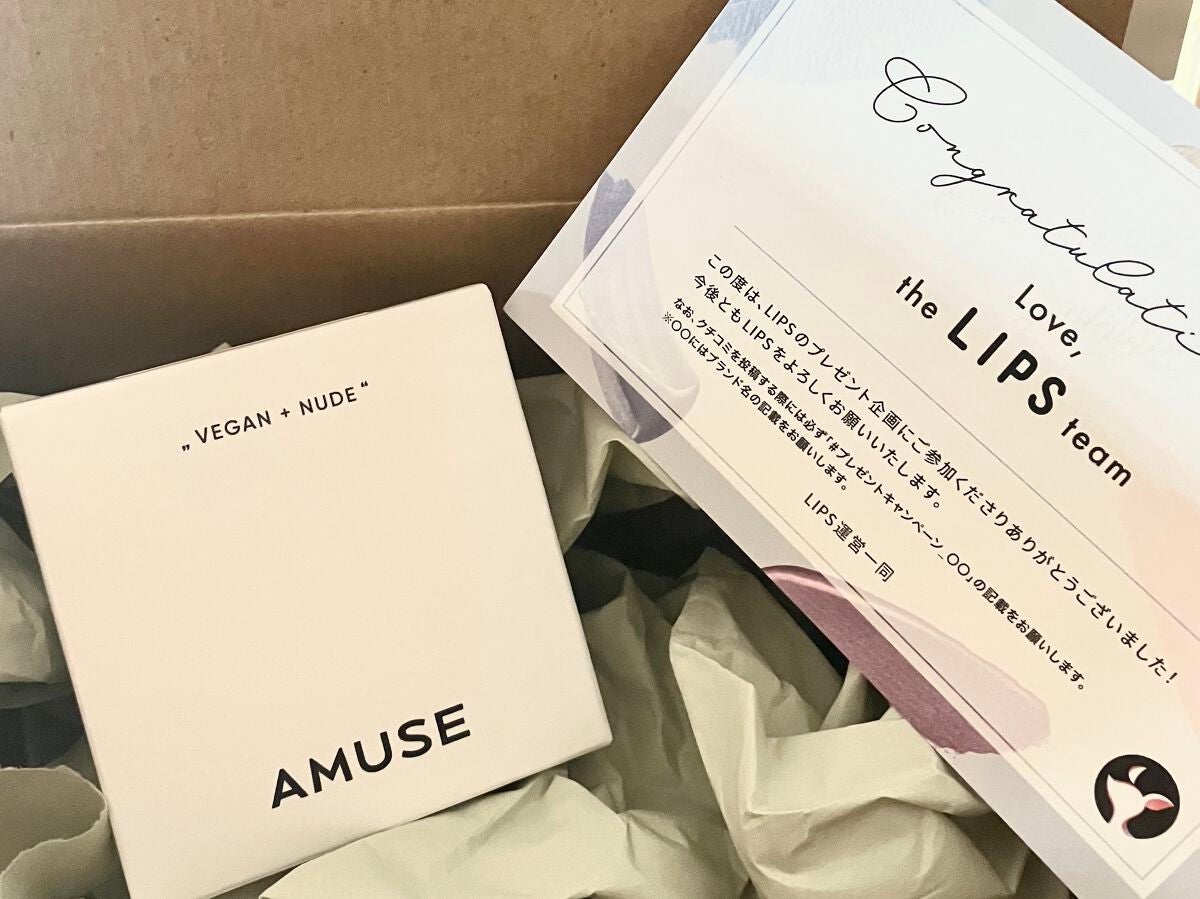 „VEGAN + NUDE“
AMUSE
Congratulati
Love,
the LIPS team
この度は、LIPSのプレゼント企画にご参加くださりありがとうございました!
今後ともLIPSをよろしくお願いいたします。
なお、クチコミを投稿する際には必ず「#プレゼントキャンペーン_〇〇」の記載をお願いします。
※〇〇にはブランド名の記載をお願いします。
LIPS運営一同